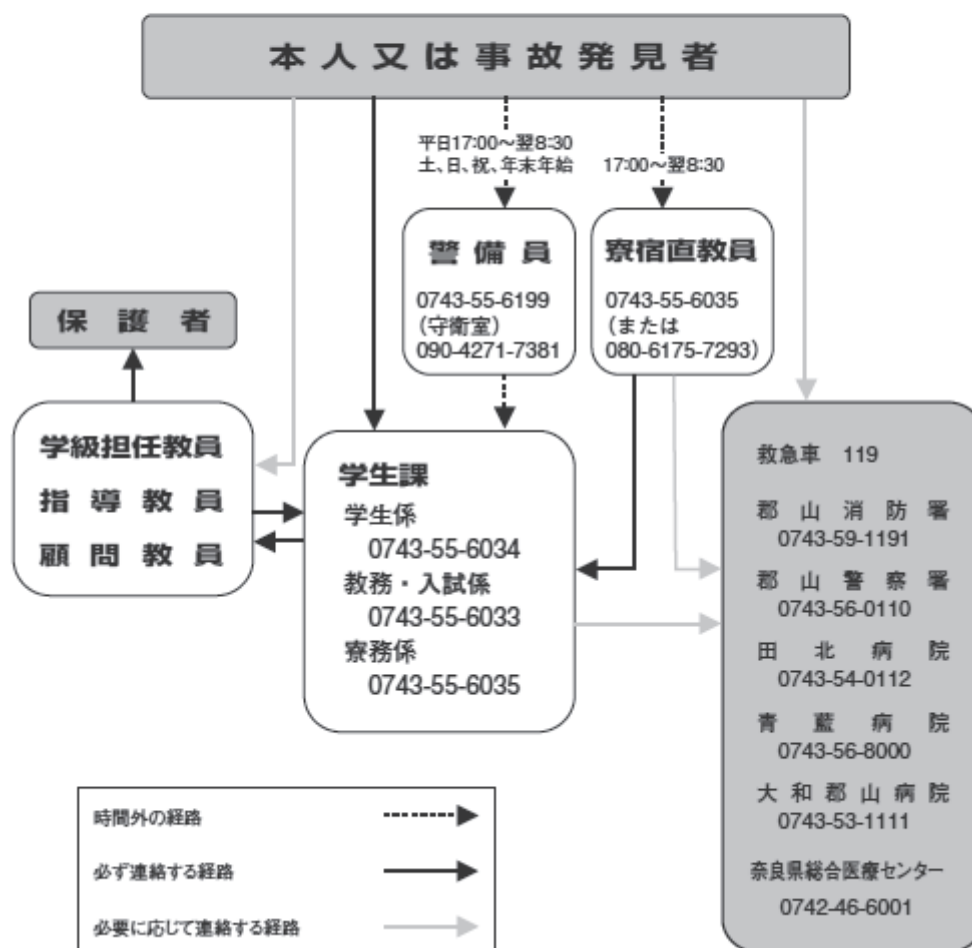 本人又は事故発見者
平日17:00～翌8:30
土、日、祝、年末年始
17:00～翌8:30
警備員
0743-55-6199
（守衛室）
090-4271-7381
寮宿直教員
0743-55-6035
（または
080-6175-7293）
保護者
学級担任教員
指導教員
顧問教員
学生課
学生係
0743-55-6034
教務・入試係
0743-55-6033
寮務係
0743-55-6035
救急車 119
郡山消防署
0743-59-1191
郡山警察署
0743-56-0110
田北病院
0743-54-0112
青藍病院
0743-56-8000
大和郡山病院
0743-53-1111
奈良県総合医療センター
0742-46-6001
時間外の経路
必ず連絡する経路
必要に応じて連絡する経路